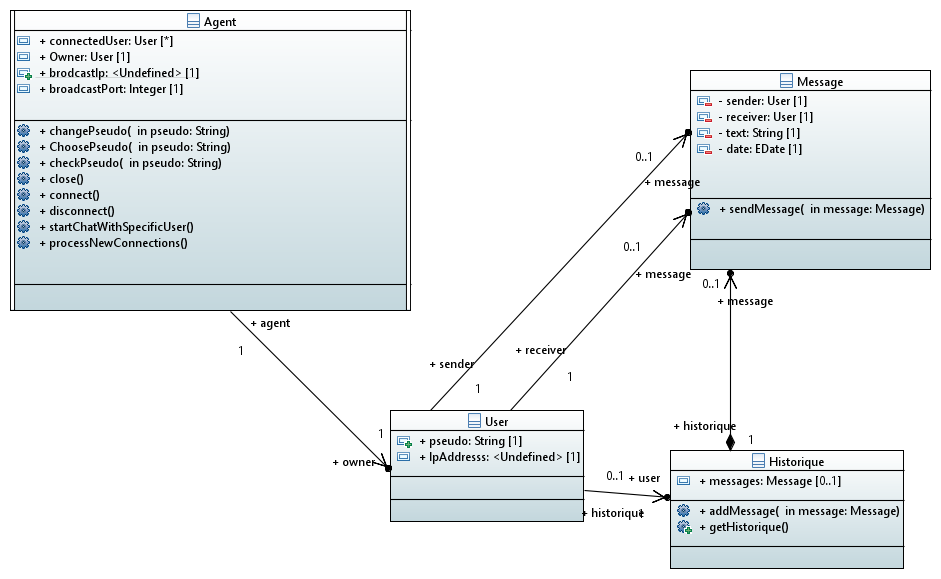 Agent
+ connectedUser: User [*]
+ Owner: User [1]
+ brodcastIp: <Undefined> [1]
+ broadcastPort: Integer [1]
+ changePseudo( in pseudo: String)
+ ChoosePseudo( in pseudo: String)
+ checkPseudo( in pseudo: String)
+ close()
+ connect()
+ disconnect()
+ startChatWithSpecificUser()
+ processNewConnections()
Message
- sender: User [1]
- receiver: User [1]
- text: String [1]
- date: EDate [1]
+ sendMessage( in message: Message)
0..1
+ message
0..1
+ message
0..1
+ message
+ agent
1
+ sender
1
+ receiver
1
1
+ owner
User
+ pseudo: String [1]
+ IpAddresss: <Undefined> [1]
+ historique
1
0..1
+ user
+ historique
1
Historique
+ messages: Message [0..1]
+ addMessage( in message: Message)
+ getHistorique()